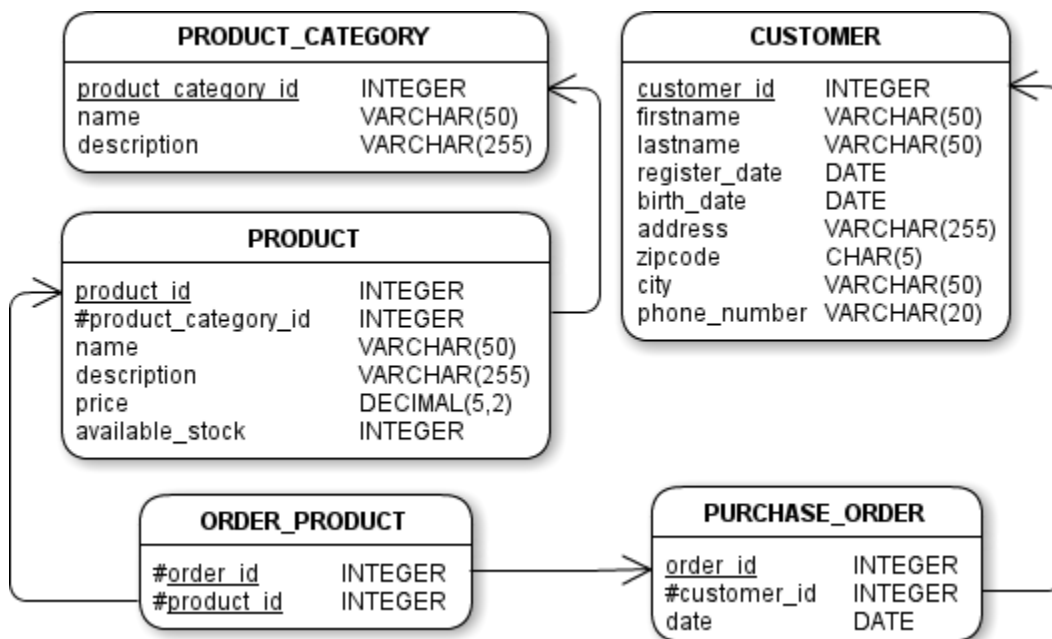 PRODUCT_CATEGORY
product_category_id INTEGER
name VARCHAR(50)
description VARCHAR(255)
CUSTOMER
customer_id INTEGER
firstname VARCHAR(50)
lastname VARCHAR(50)
register_date DATE
birth_date DATE
address VARCHAR(255)
zipcode CHAR(5)
city VARCHAR(50)
phone_number VARCHAR(20)
PRODUCT
product_id INTEGER
#product_category_id INTEGER
name VARCHAR(50)
description VARCHAR(255)
price DECIMAL(5,2)
available_stock INTEGER
ORDER_PRODUCT
#order_id INTEGER
#product_id INTEGER
PURCHASE_ORDER
order_id INTEGER
#customer_id INTEGER
date DATE